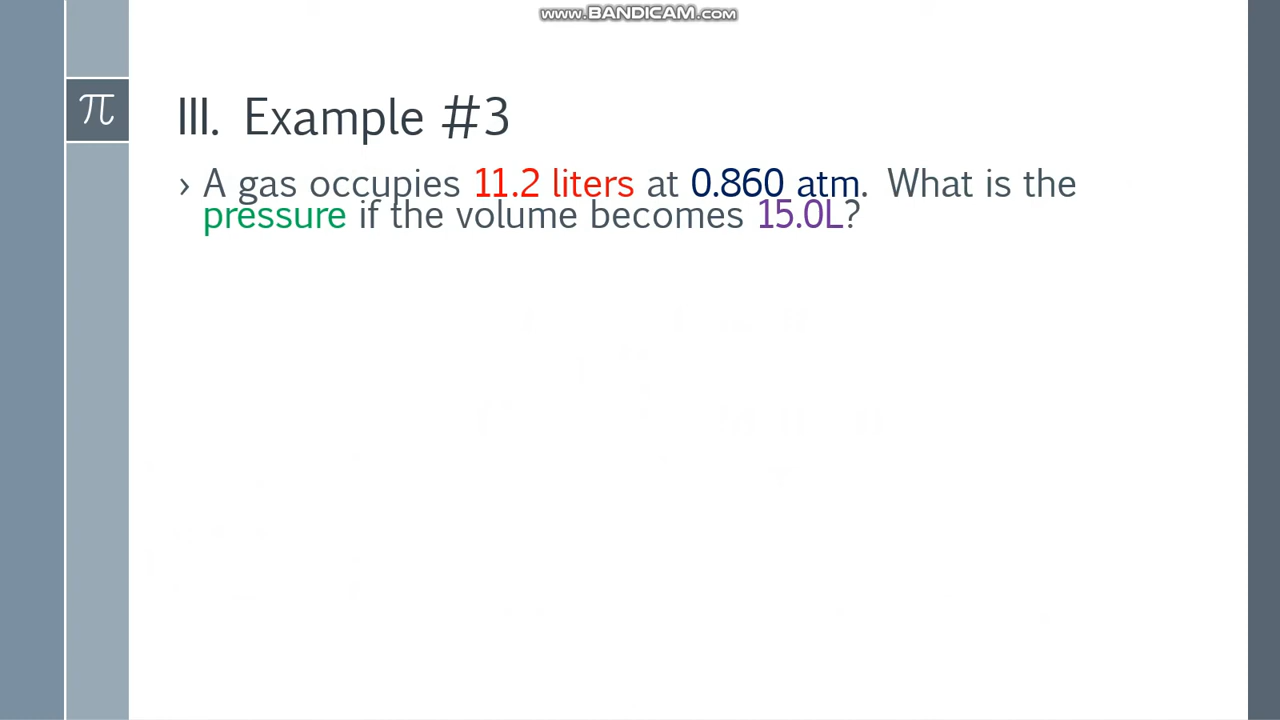 www.BANDICAM.com
π
III. Example #3
› A gas occupies 11.2 liters at 0.860 atm. What is the
pressure if the volume becomes 15.0L?